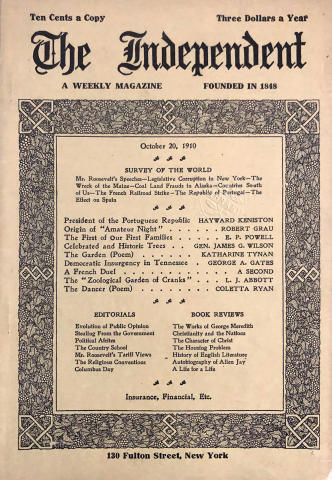 Ten Cents a Copy Three Dollars a Year
The Independent
A WEEKLY MAGAZINE FOUNDED IN 1848
October 20, 1910
SURVEY OF THE WORLD
Mr. Roosevelt's Speeches—Legislative Corruption in New York—The
Wreck of the Maine—Coal Land Frauds in Alaska—Countries South
of Us—The French Railroad Strike—The Republic of Portugal—The
Effect on Spain
President of the Portuguese Republic HAYWARD KENISTON
Origin of "Amateur Night" . . . . . . ROBERT GRAU
The First of Our First Families . . . . . E. P. POWELL
Celebrated and Historic Trees . . GEN. JAMES G. WILSON
The Garden (Poem) . . . . . KATHARINE TYNAN
Democratic Insurgency in Tennessee . GEORGE A. GATES
A French Duel . . . . . . . . . A SECOND
The "Zoological Garden of Cranks" . . . L. J. ABBOTT
The Dancer (Poem) . . . . . . . COLETTA RYAN
EDITORIALS
Evolution of Public Opinion
Stealing From the Government
Political Afsites
The Country School
Mr. Roosevelt's Tariff Views
The Religious Conventions
Columbus Day
BOOK REVIEWS
The Works of George Meredith
Christianity and the Nations
The Character of Christ
The Housing Problem
History of English Literature
Autobiography of Allen Jay
A Life for a Life
Insurance, Financial, Etc.
130 Fulton Street, New York